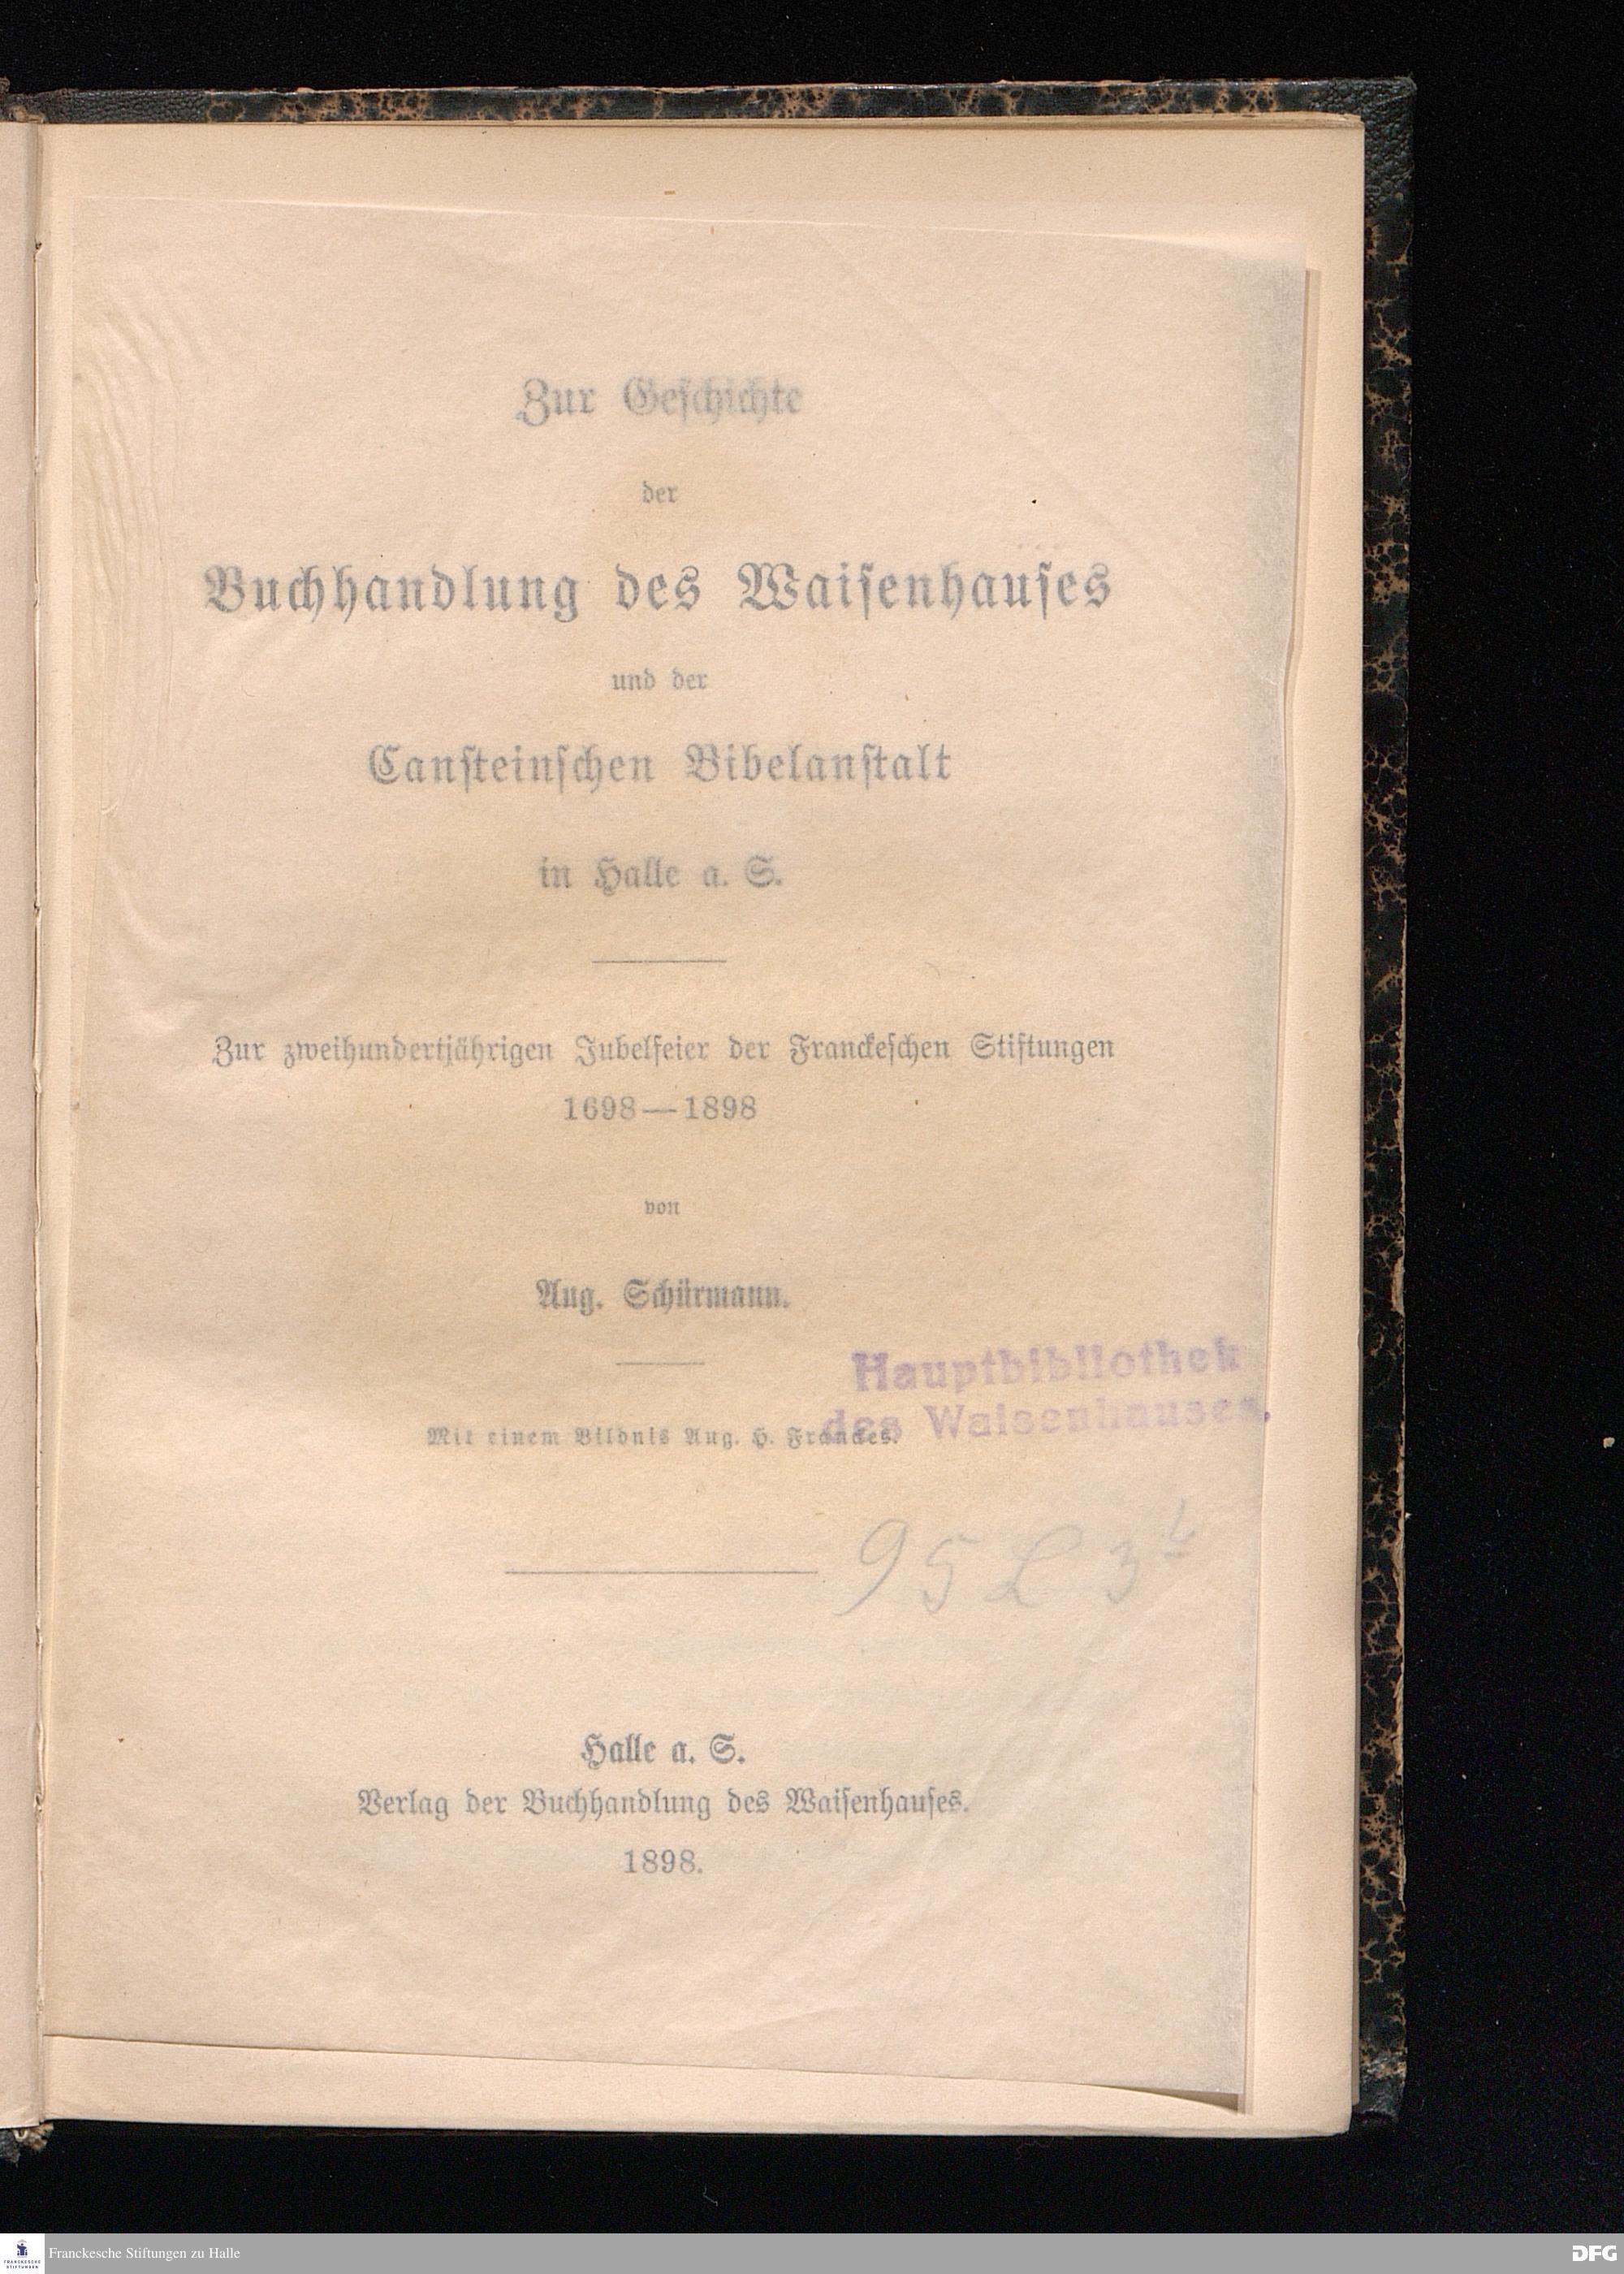 Zur Geschichte
der
Buchhandlung des Waisenhauses
und der
Cansteinschen Bibelanstalt
in Halle a. S.
Zur zweihundertjährigen Jubelfeier der Franckeschen Stiftungen
1698—1898
von
Aug. Schürmann.
Hauptbibliothek
des Waisenhauses.
Mit einem Bildnis Aug. H. Franckes.
95 L 3
Halle a. S.
Verlag der Buchhandlung des Waisenhauses.
1898.
FRANCKESCHE
STIFTUNGEN
Franckesche Stiftungen zu Halle
DFG